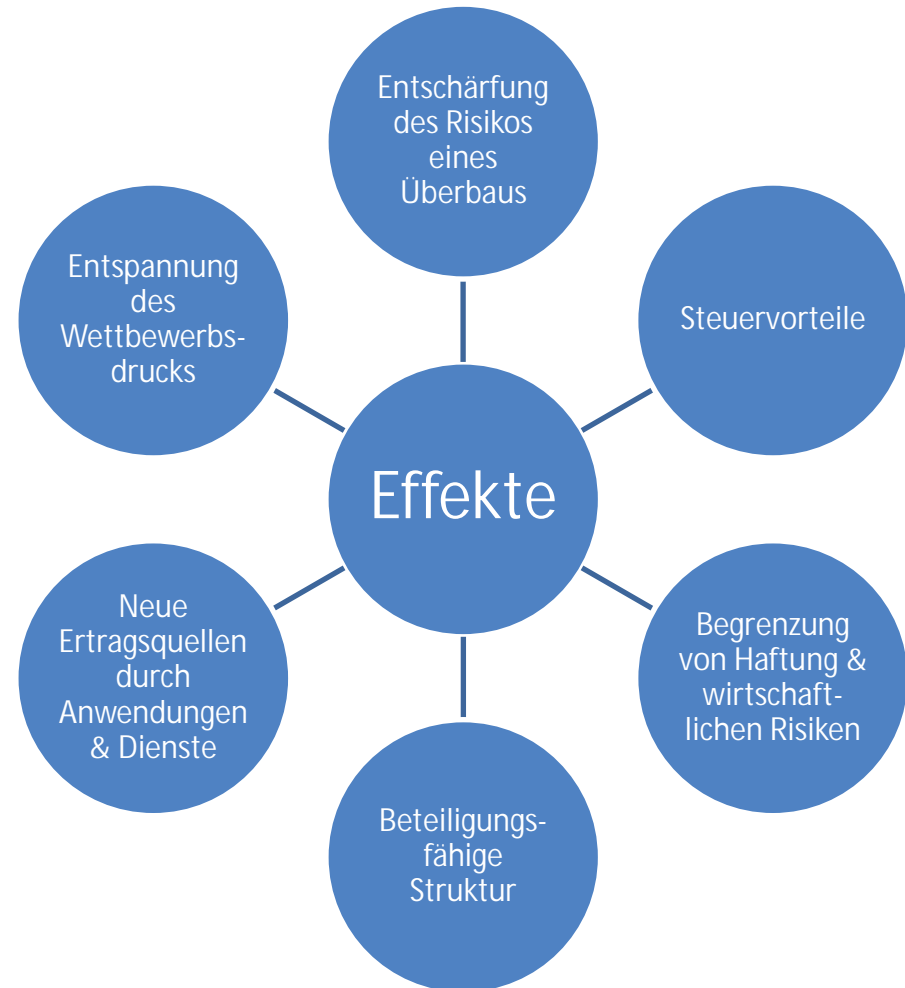 Entschärfung
des Risikos
eines
Überbaus
Entspannung
des
Wettbewerbs-
drucks
Steuervorteile
Effekte
Neue
Ertragsquellen
durch
Anwendungen
& Dienste
Begrenzung
von Haftung &
wirtschaft-
lichen Risiken
Beteiligungs-
fähige
Struktur